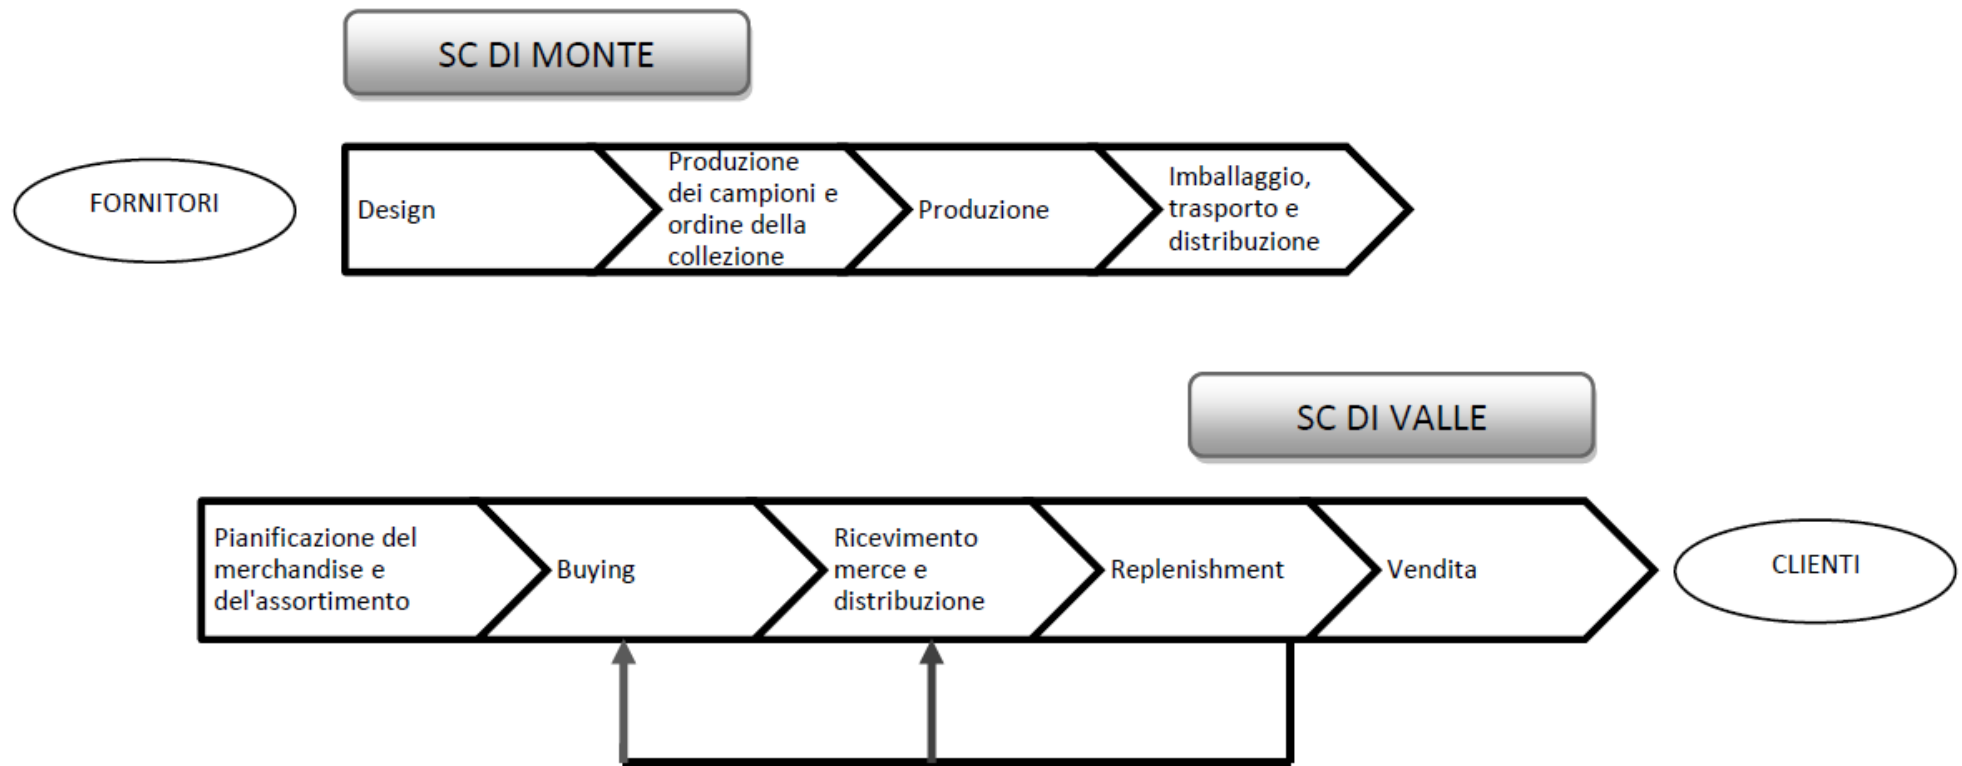 SC DI MONTE
FORNITORI
Design
Produzione
dei campioni e
ordine della
collezione
Produzione
Imballaggio,
trasporto e
distribuzione
SC DI VALLE
Pianificazione del
merchandise e
del'assortimento
Buying
Ricevimento
merce e
distribuzione
Replenishment
Vendita
CLIENTI